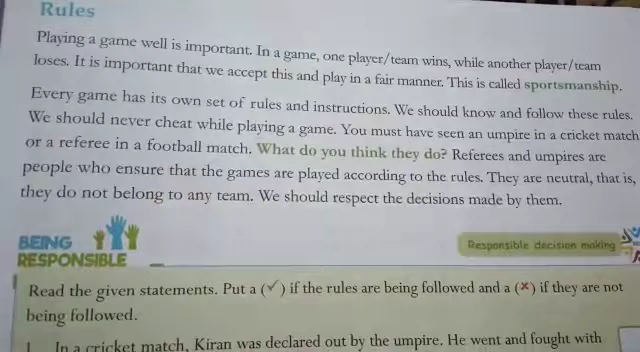 Rules
Playing a game well is important. In a game, one player/team wins, while another player/team
loses. It is important that we accept this and play in a fair manner. This is called sportsmanship.
Every game has its own set of rules and instructions. We should know and follow these rules.
We should never cheat while playing a game. You must have seen an umpire in a cricket match
or a referee in a football match. What do you think they do? Referees and umpires are
people who ensure that the games are played according to the rules. They are neutral, that is,
they do not belong to any team. We should respect the decisions made by them.
BEING
RESPONSIBLE
Responsible decision making
Read the given statements. Put a (✓) if the rules are being followed and a (×) if they are not
being followed.
1. In a cricket match, Kiran was declared out by the umpire. He went and fought with